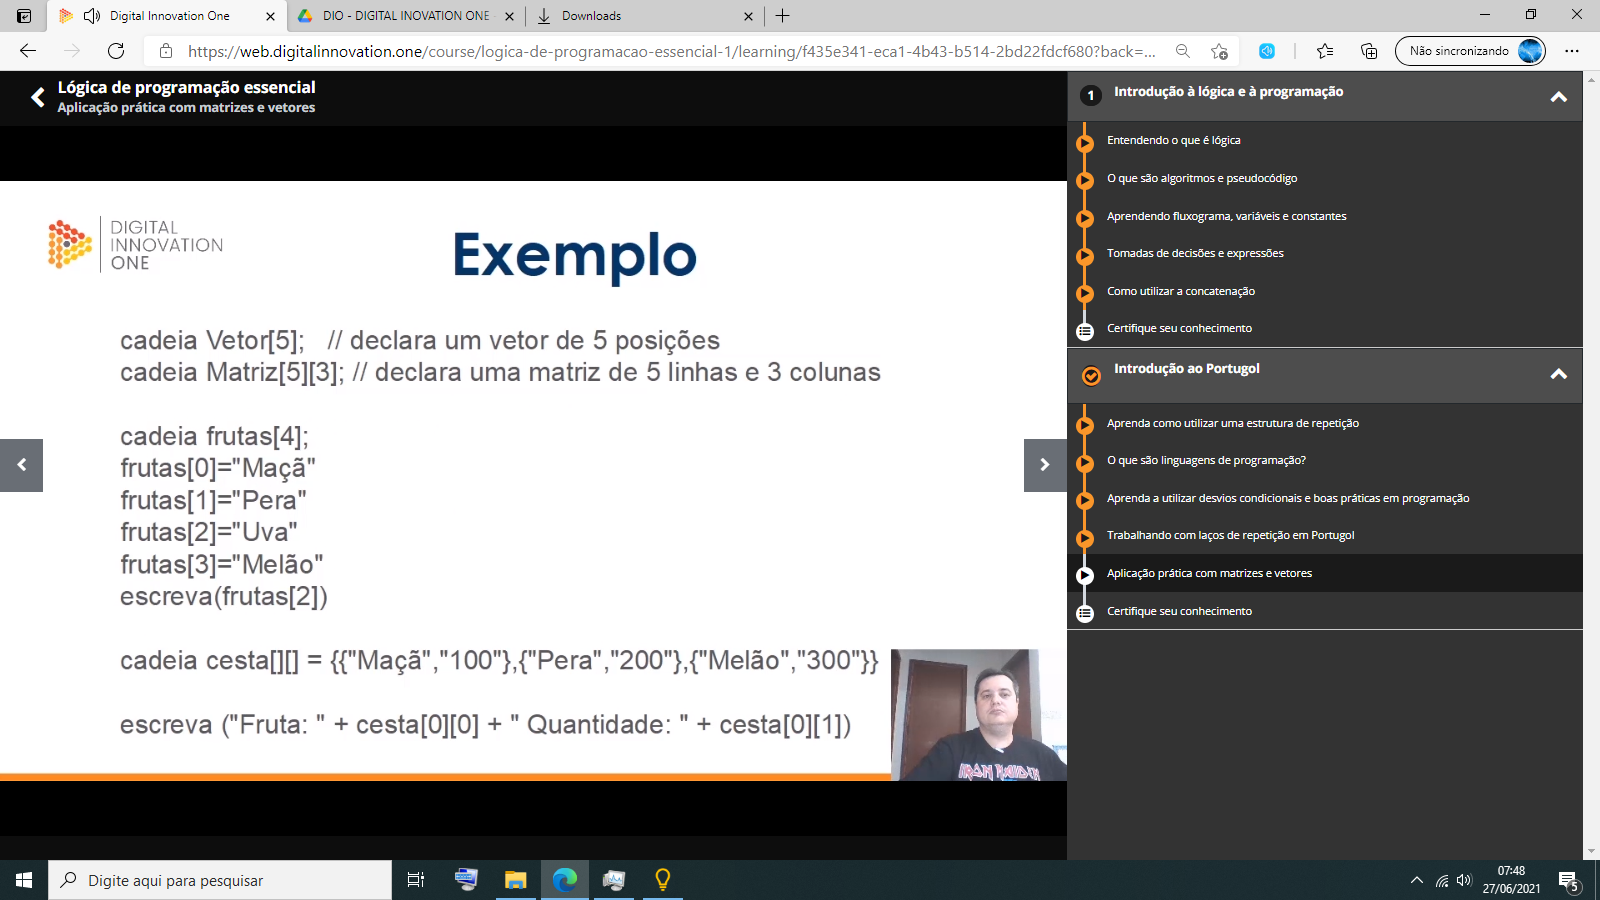 Digital Innovation One
DIO - DIGITAL INOVATION ONE
Downloads
https://web.digitalinnovation.one/course/logica-de-programacao-essencial-1/learning/f435e341-eca1-4b43-b514-2bd22fdcf680?back=...
Não sincronizando
Lógica de programação essencial
Aplicação prática com matrizes e vetores
DIGITAL
INNOVATION
ONE
Exemplo
cadeia Vetor[5];   // declara um vetor de 5 posições
cadeia Matriz[5][3]; // declara uma matriz de 5 linhas e 3 colunas
cadeia frutas[4];
frutas[0]="Maçã"
frutas[1]="Pera"
frutas[2]="Uva"
frutas[3]="Melão"
escreva(frutas[2])
cadeia cesta[][] = {{"Maçã","100"},{"Pera","200"},{"Melão","300"}}
escreva ("Fruta: " + cesta[0][0] + " Quantidade: " + cesta[0][1])
IRON MAIDEN
1 Introdução à lógica e à programação
Entendendo o que é lógica
O que são algoritmos e pseudocódigo
Aprendendo fluxograma, variáveis e constantes
Tomadas de decisões e expressões
Como utilizar a concatenação
Certifique seu conhecimento
Introdução ao Portugol
Aprenda como utilizar uma estrutura de repetição
O que são linguagens de programação?
Aprenda a utilizar desvios condicionais e boas práticas em programação
Trabalhando com laços de repetição em Portugol
Aplicação prática com matrizes e vetores
Certifique seu conhecimento
Digite aqui para pesquisar
07:48
27/06/2021
5